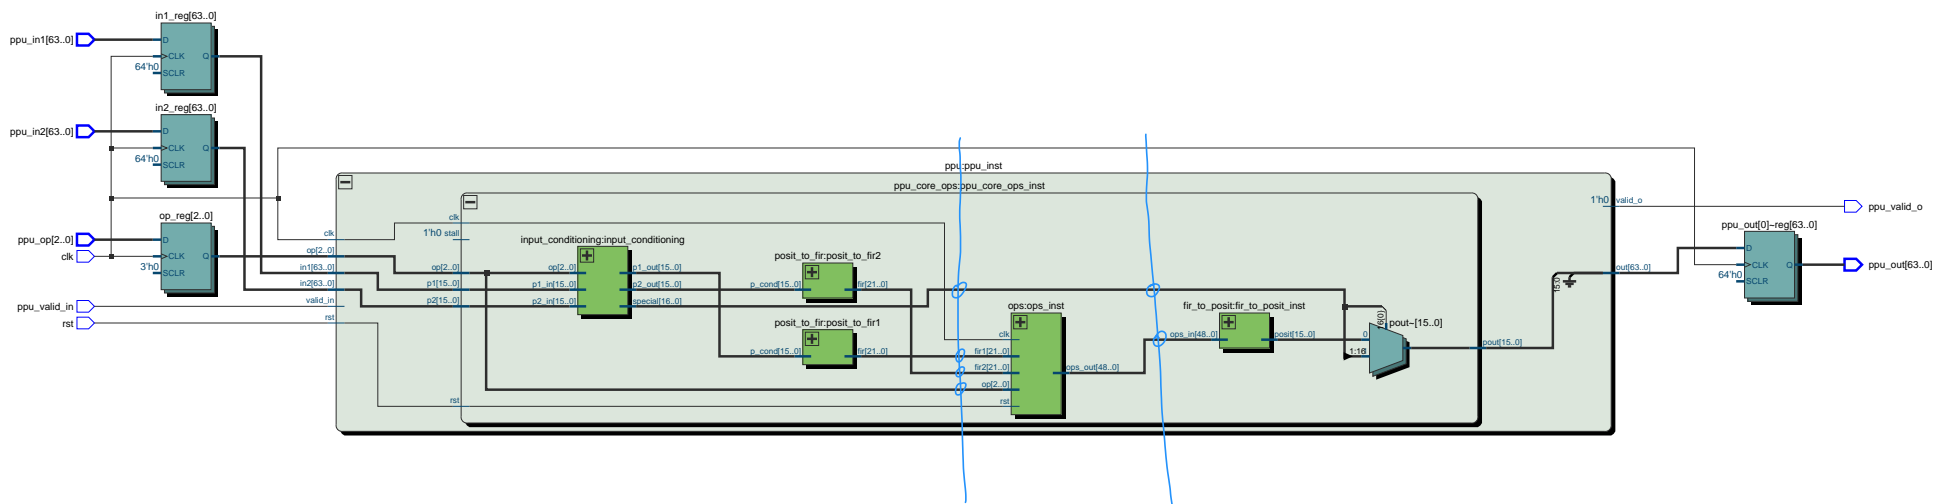 in1_reg[63..0]
ppu_in1[63..0]
D
CLK
Q
64'h0
SCLR
in2_reg[63..0]
ppu_in2[63..0]
D
CLK
Q
64'h0
SCLR
op_reg[2..0]
ppu_op[2..0]
D
clk
CLK
Q
3'h0
SCLR
ppu_valid_in
rst
ppu:ppu_inst
clk
op[2..0]
in1[63..0]
in2[63..0]
valid_in
rst
ppu_core_ops:ppu_core_ops_inst
clk
1'h0 stall
op[2..0]
p1[15..0]
p2[15..0]
rst
input_conditioning:input_conditioning
op[2..0]
p1_in[15..0]
p2_in[15..0]
p1_out[15..0]
p2_out[15..0]
special[16..0]
posit_to_fir:posit_to_fir2
p_cond[15..0]
fir[21..0]
posit_to_fir:posit_to_fir1
p_cond[15..0]
fir[21..0]
ops:ops_inst
clk
fir1[21..0]
fir2[21..0]
op[2..0]
rst
ops_out[48..0]
fir_to_posit:fir_to_posit_inst
ops_in[48..0]
posit[15..0]
pout~[15..0]
0
1:16
pout[15..0]
15:0
1'h0 valid_o
out[63..0]
ppu_valid_o
ppu_out[0]~reg[63..0]
D
CLK
Q
64'h0
SCLR
ppu_out[63..0]